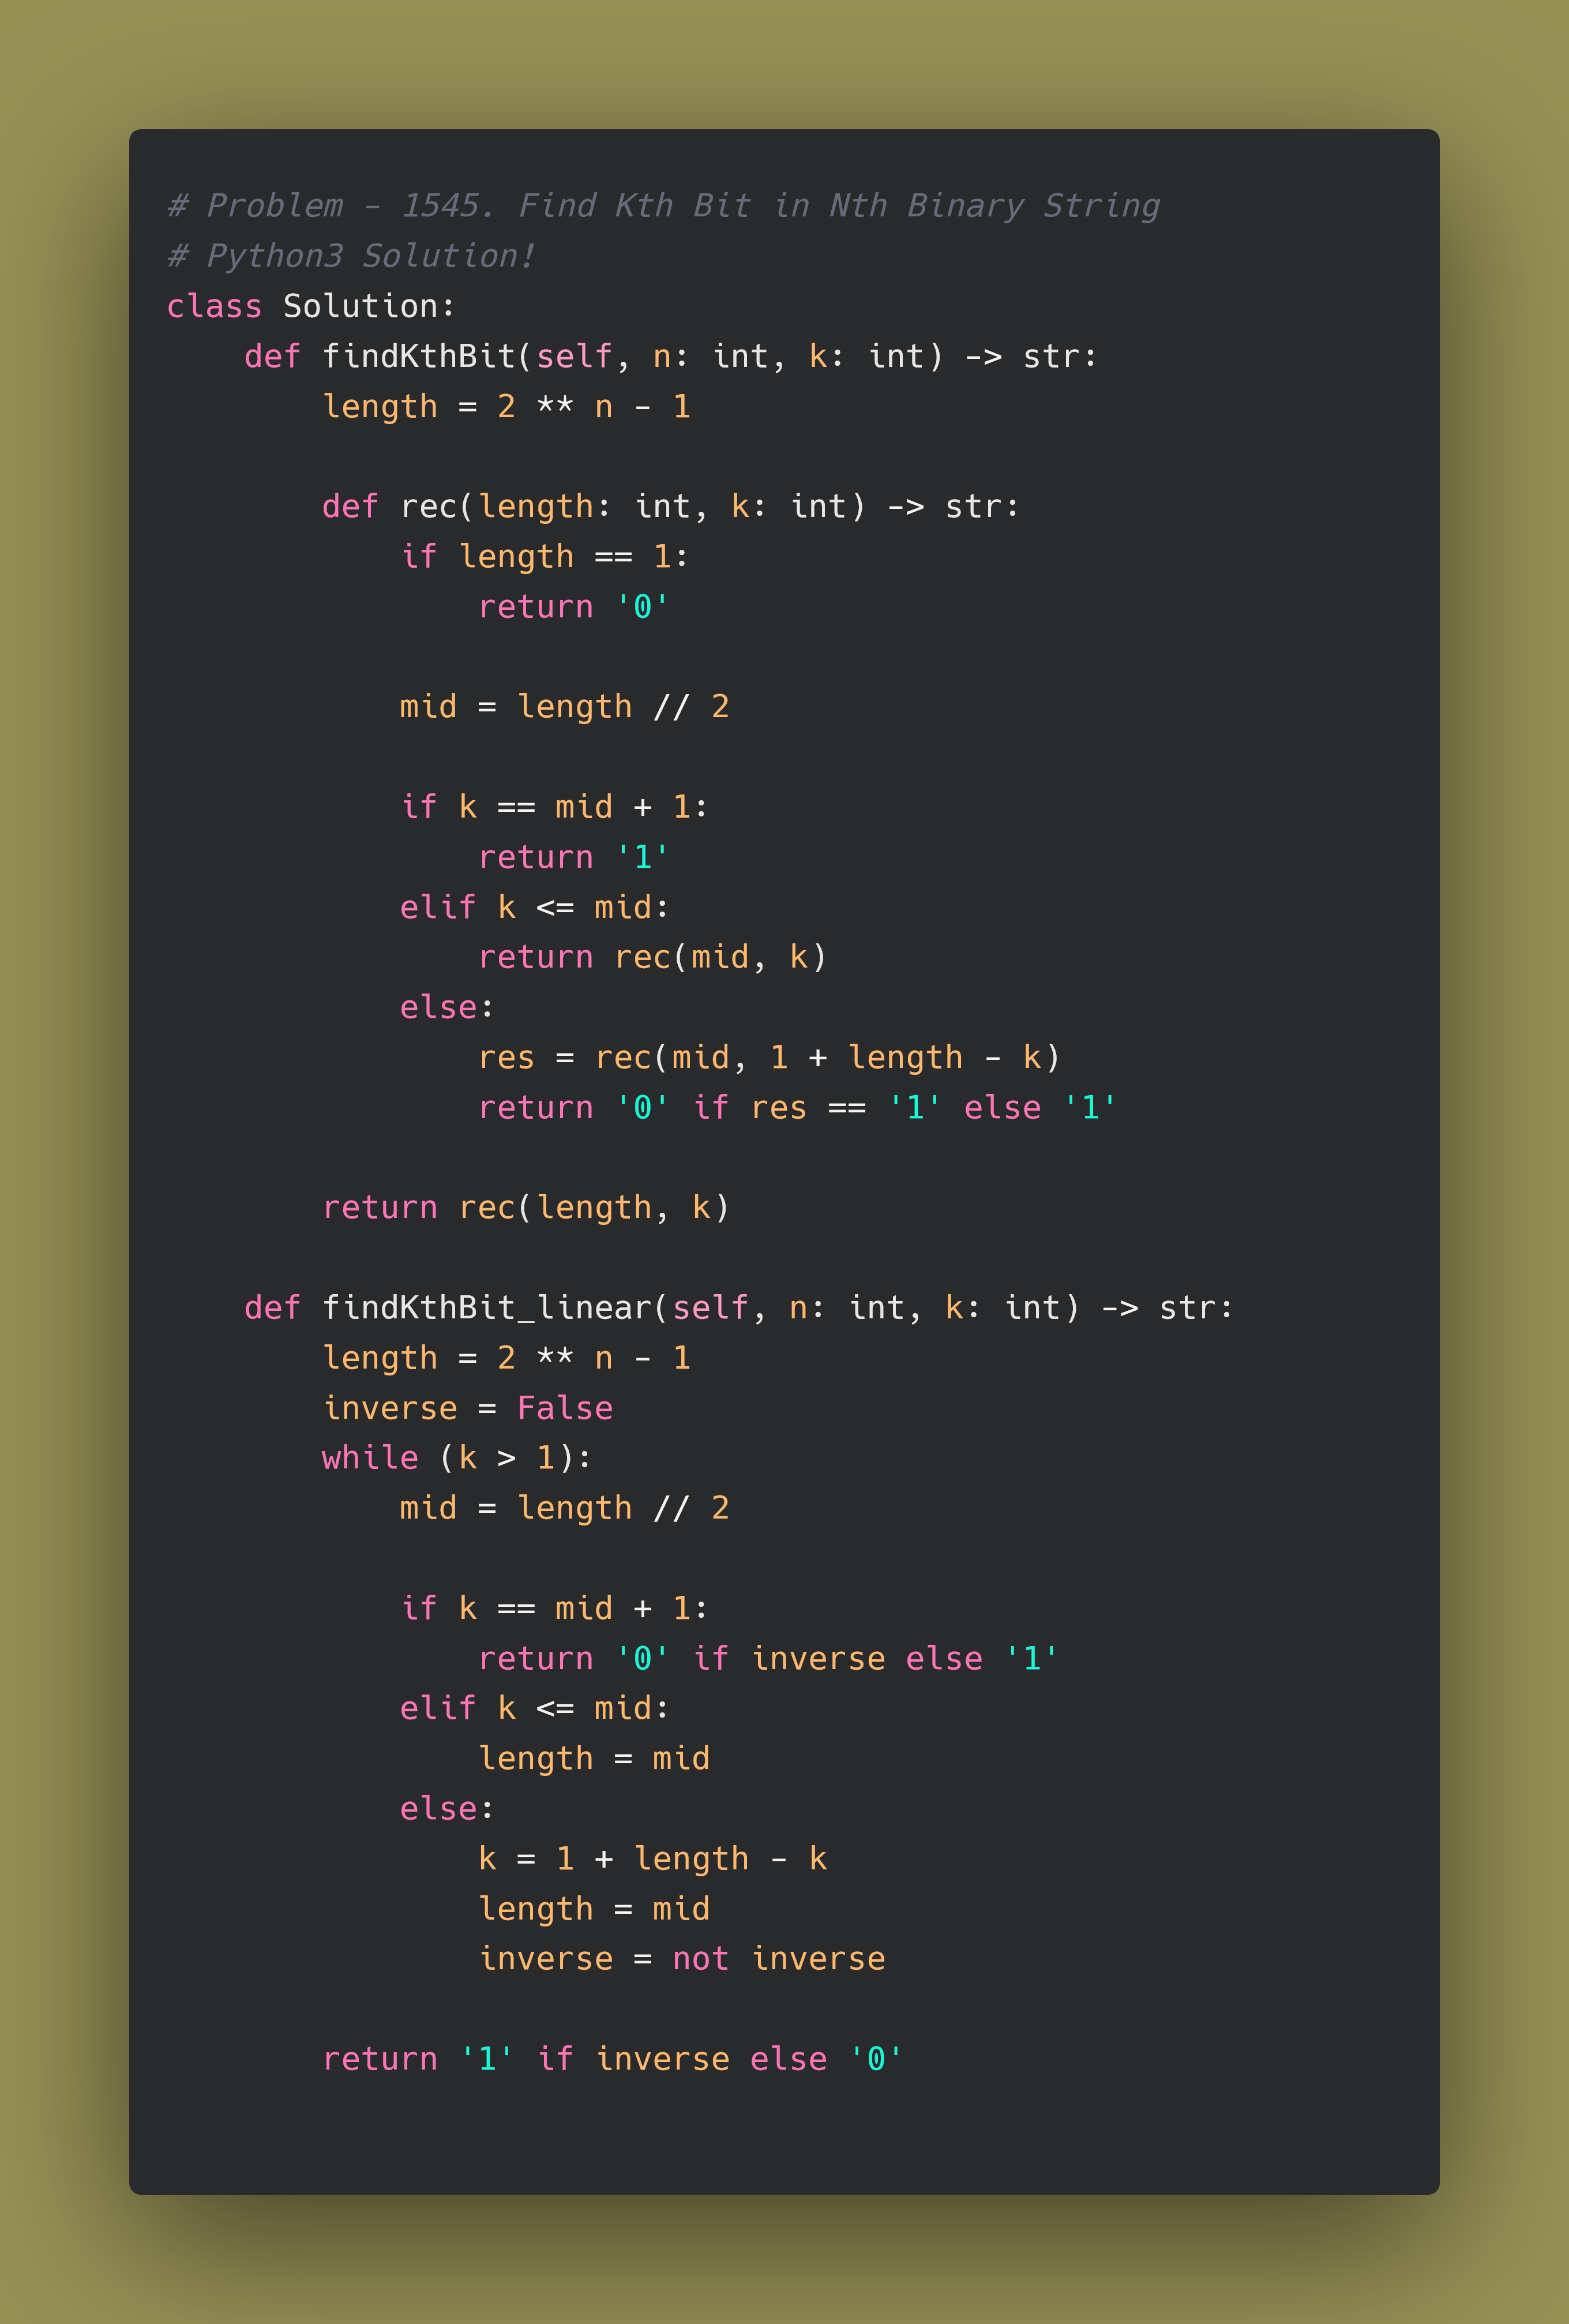 # Problem - 1545. Find Kth Bit in Nth Binary String
# Python3 Solution!
class Solution:
    def findKthBit(self, n: int, k: int) -> str:
        length = 2 ** n - 1

        def rec(length: int, k: int) -> str:
            if length == 1:
                return '0'

            mid = length // 2

            if k == mid + 1:
                return '1'
            elif k <= mid:
                return rec(mid, k)
            else:
                res = rec(mid, 1 + length - k)
                return '0' if res == '1' else '1'

        return rec(length, k)

    def findKthBit_linear(self, n: int, k: int) -> str:
        length = 2 ** n - 1
        inverse = False
        while (k > 1):
            mid = length // 2

            if k == mid + 1:
                return '0' if inverse else '1'
            elif k <= mid:
                length = mid
            else:
                k = 1 + length - k
                length = mid
                inverse = not inverse

        return '1' if inverse else '0'